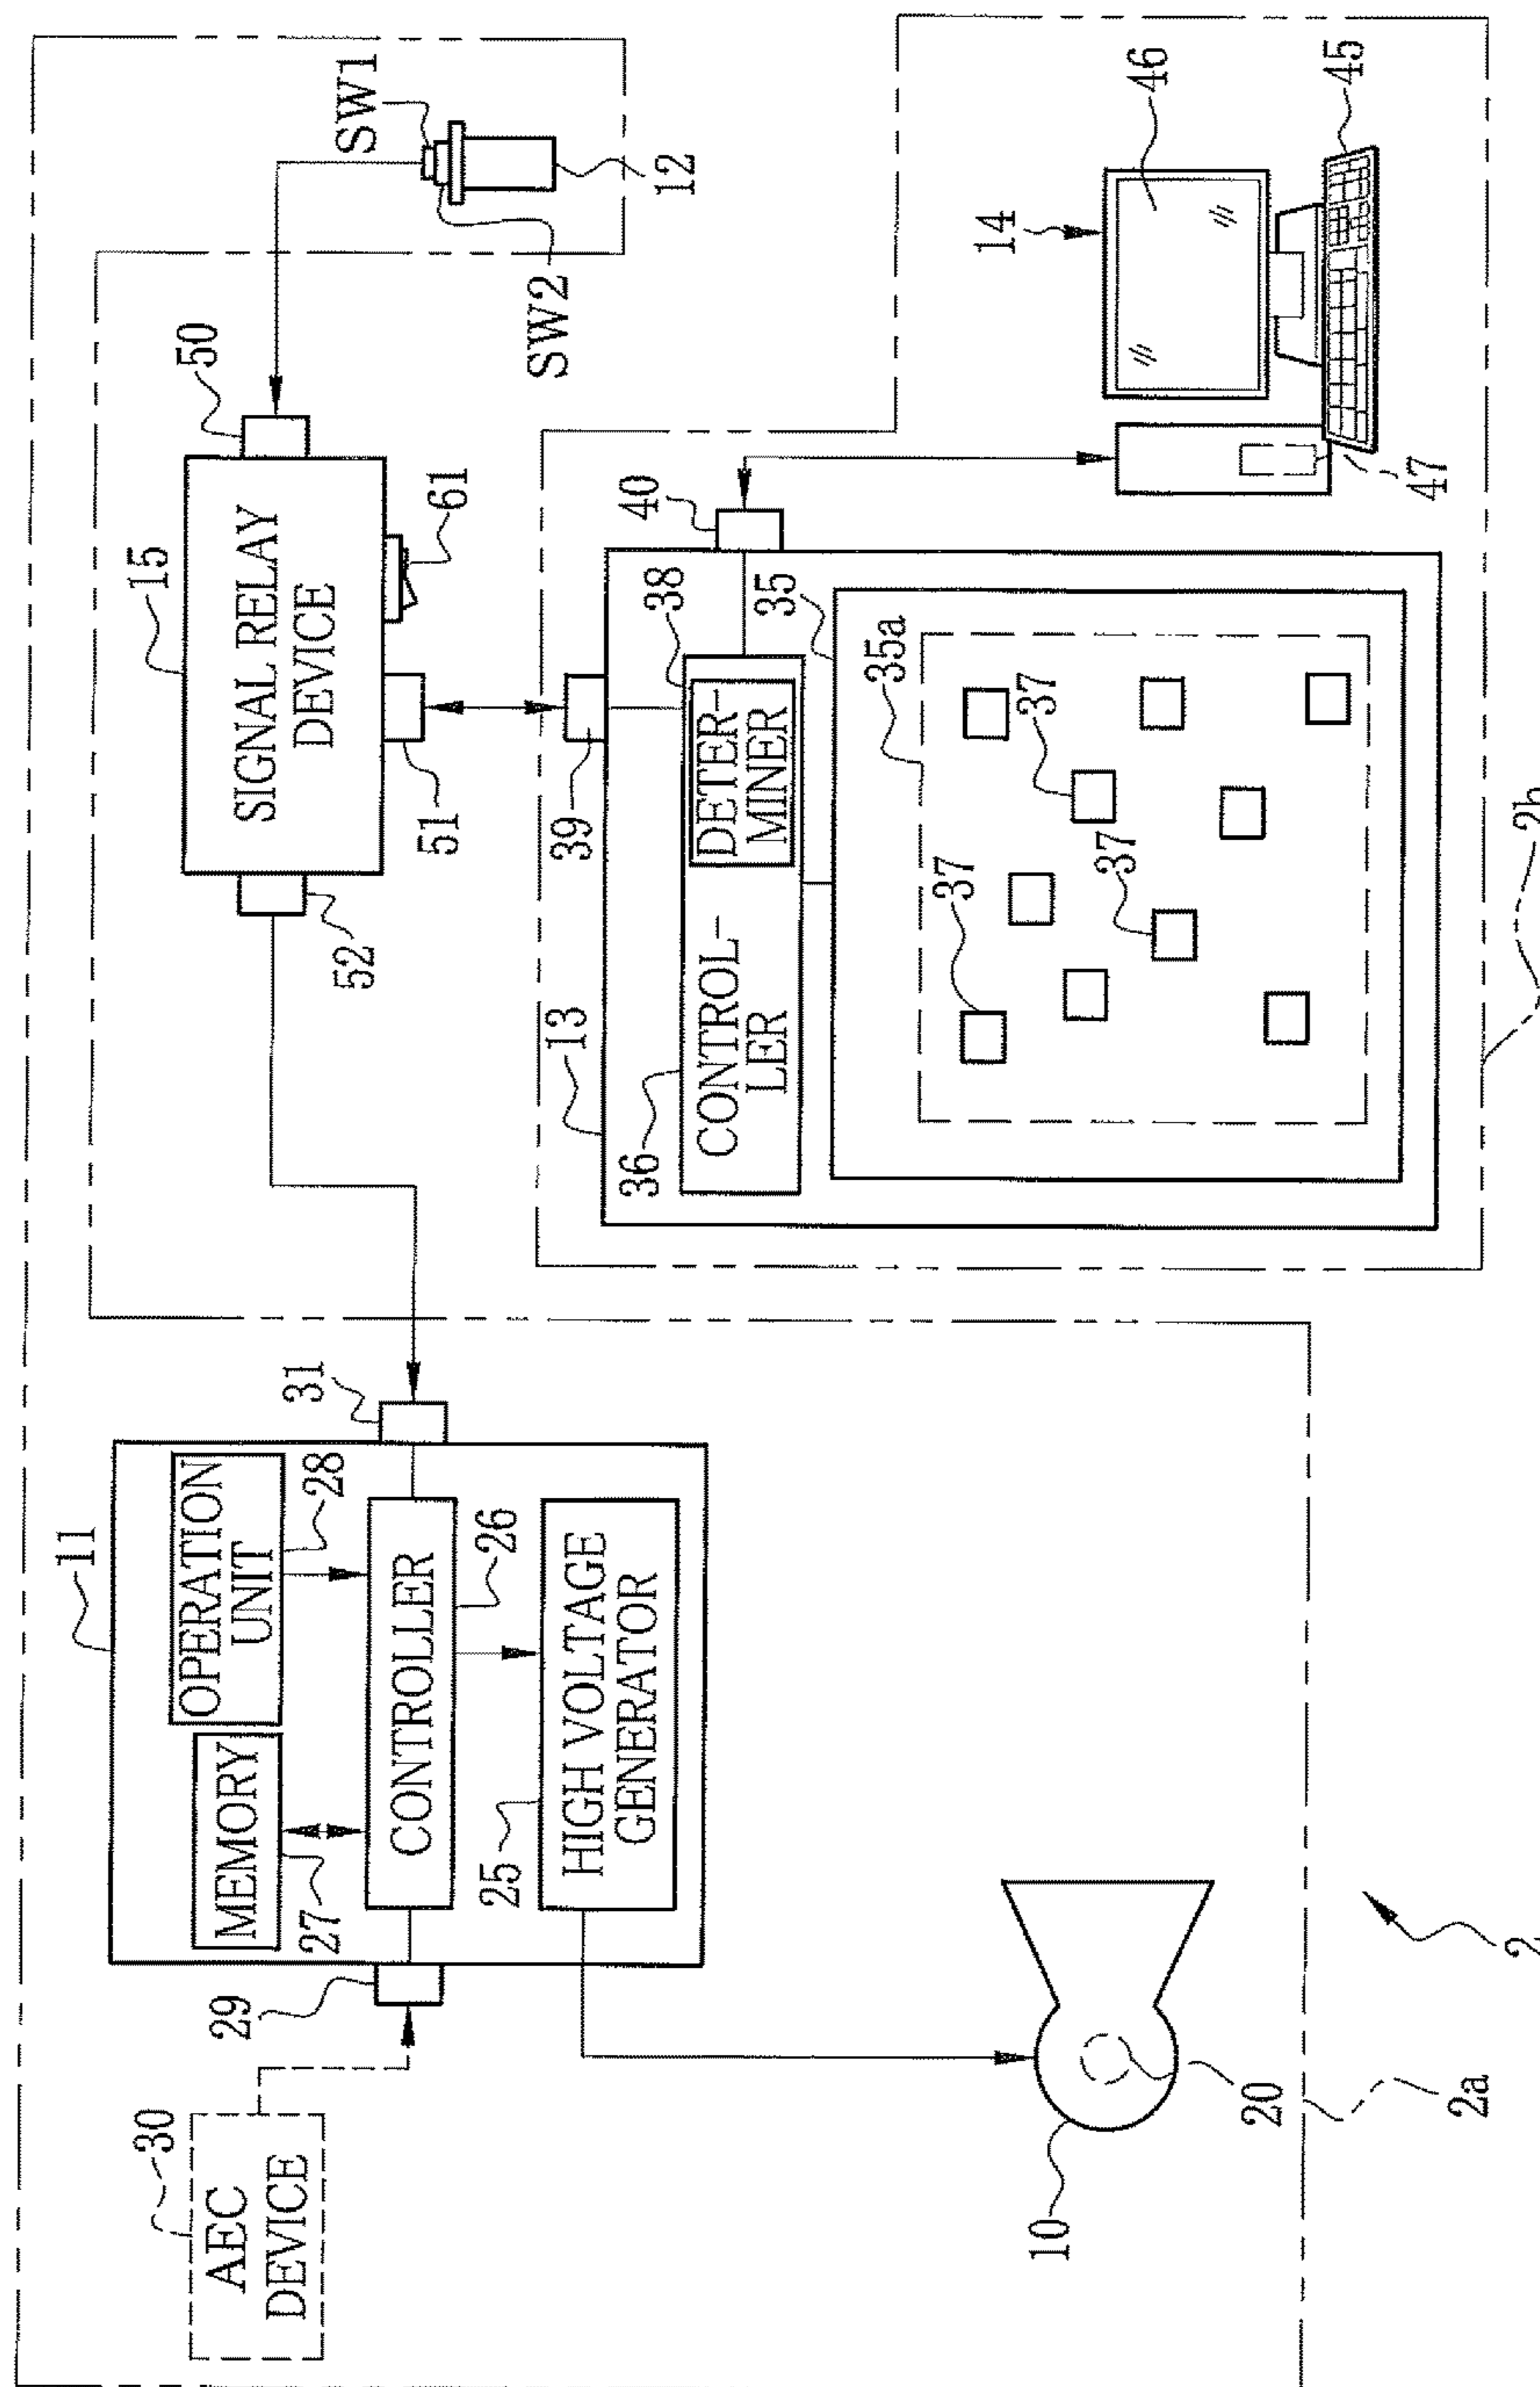 30
AEC
DEVICE
29
11
MEMORY
27
OPERATION
UNIT
28
CONTROLLER
26
31
25
HIGH VOLTAGE
GENERATOR
10
20
2a
2
15
SIGNAL RELAY
DEVICE
50
52
51
61
SW1
SW2
12
13
39
40
36
CONTROL-
LER
38
DETER-
MINER
35
35a
37
37
37
14
46
45
47
2b